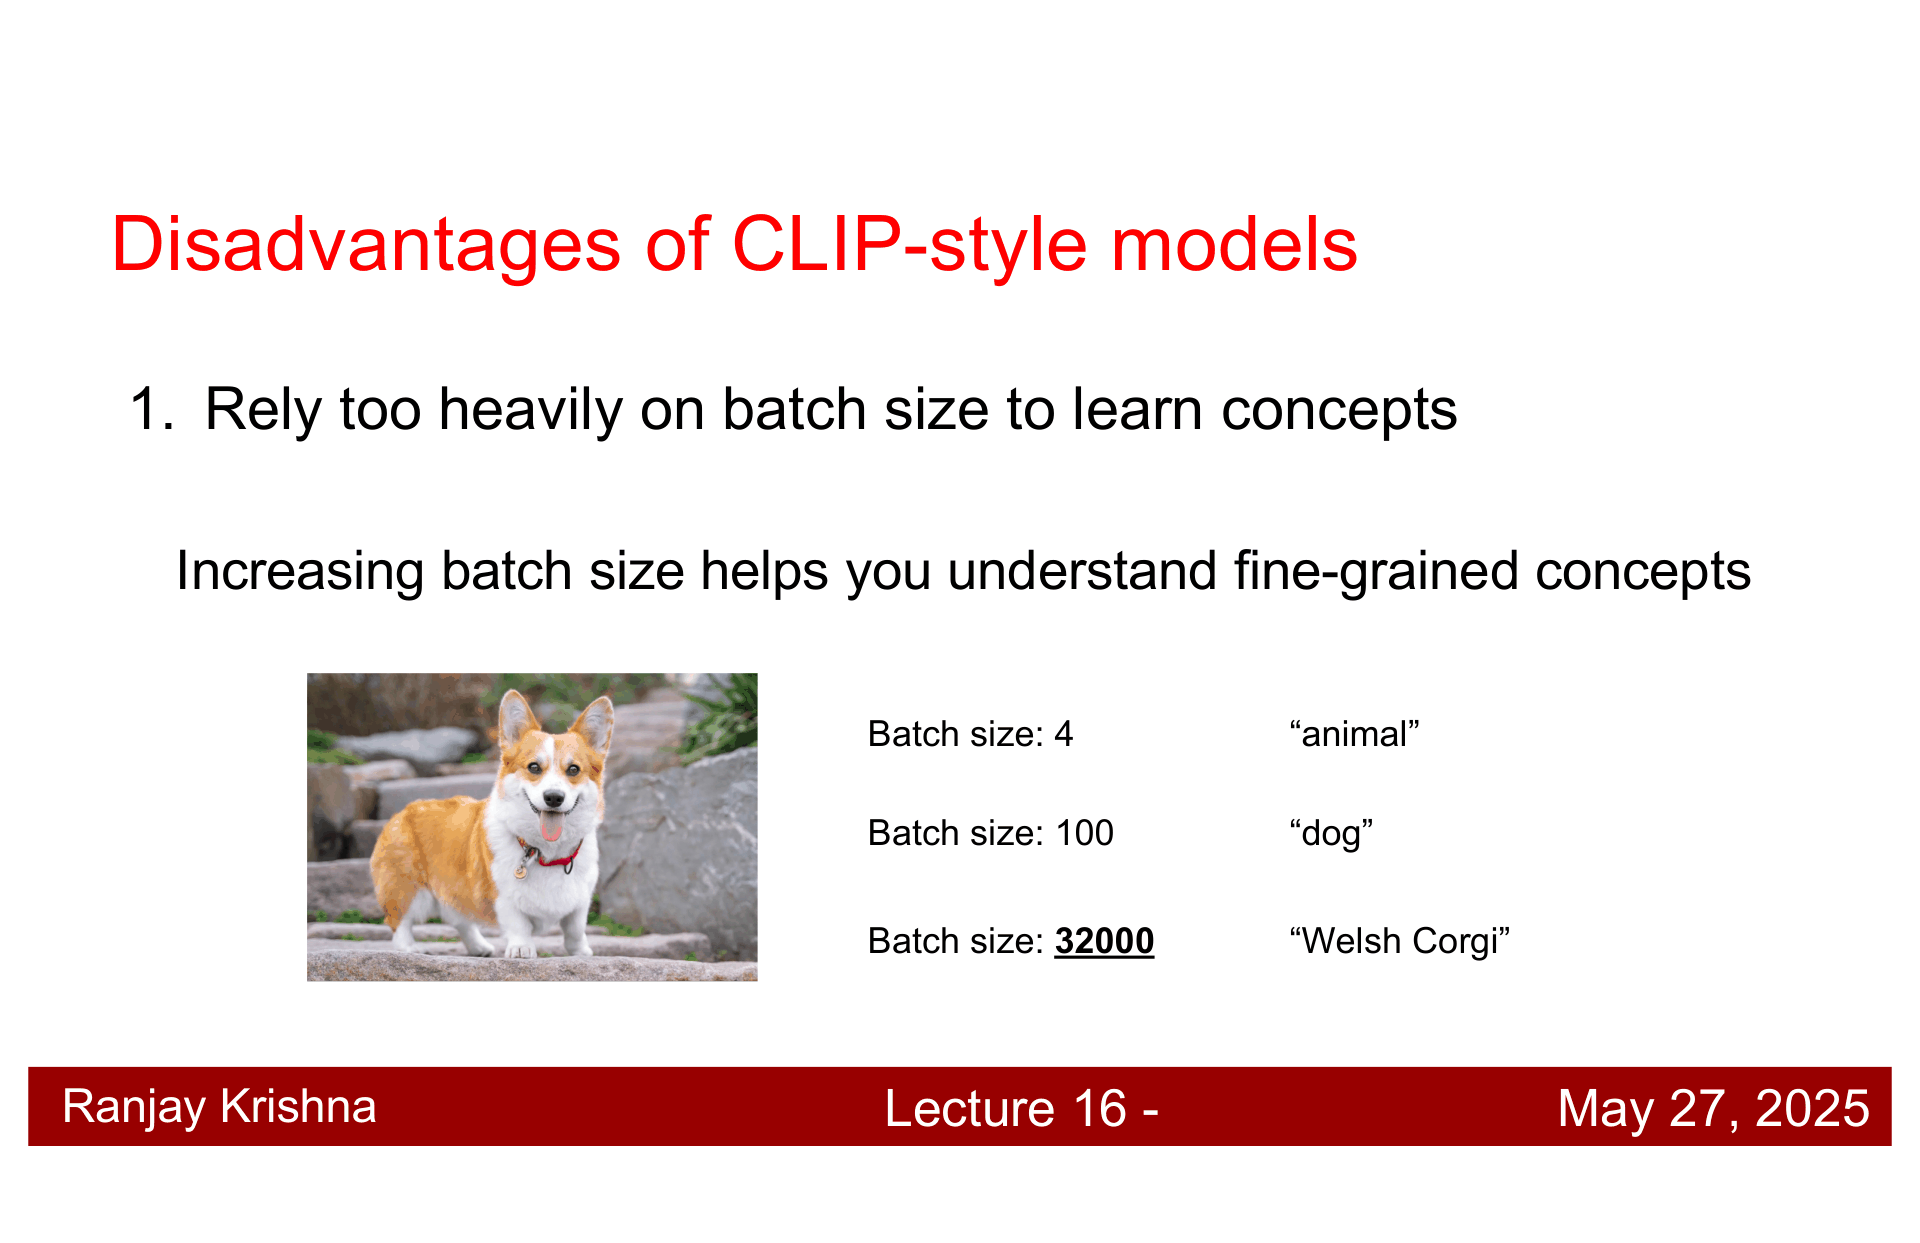 Disadvantages of CLIP-style models
1. Rely too heavily on batch size to learn concepts
Increasing batch size helps you understand fine-grained concepts
Batch size: 4 “animal”
Batch size: 100 “dog”
Batch size: 32000 “Welsh Corgi”
Ranjay Krishna Lecture 16 - May 27, 2025